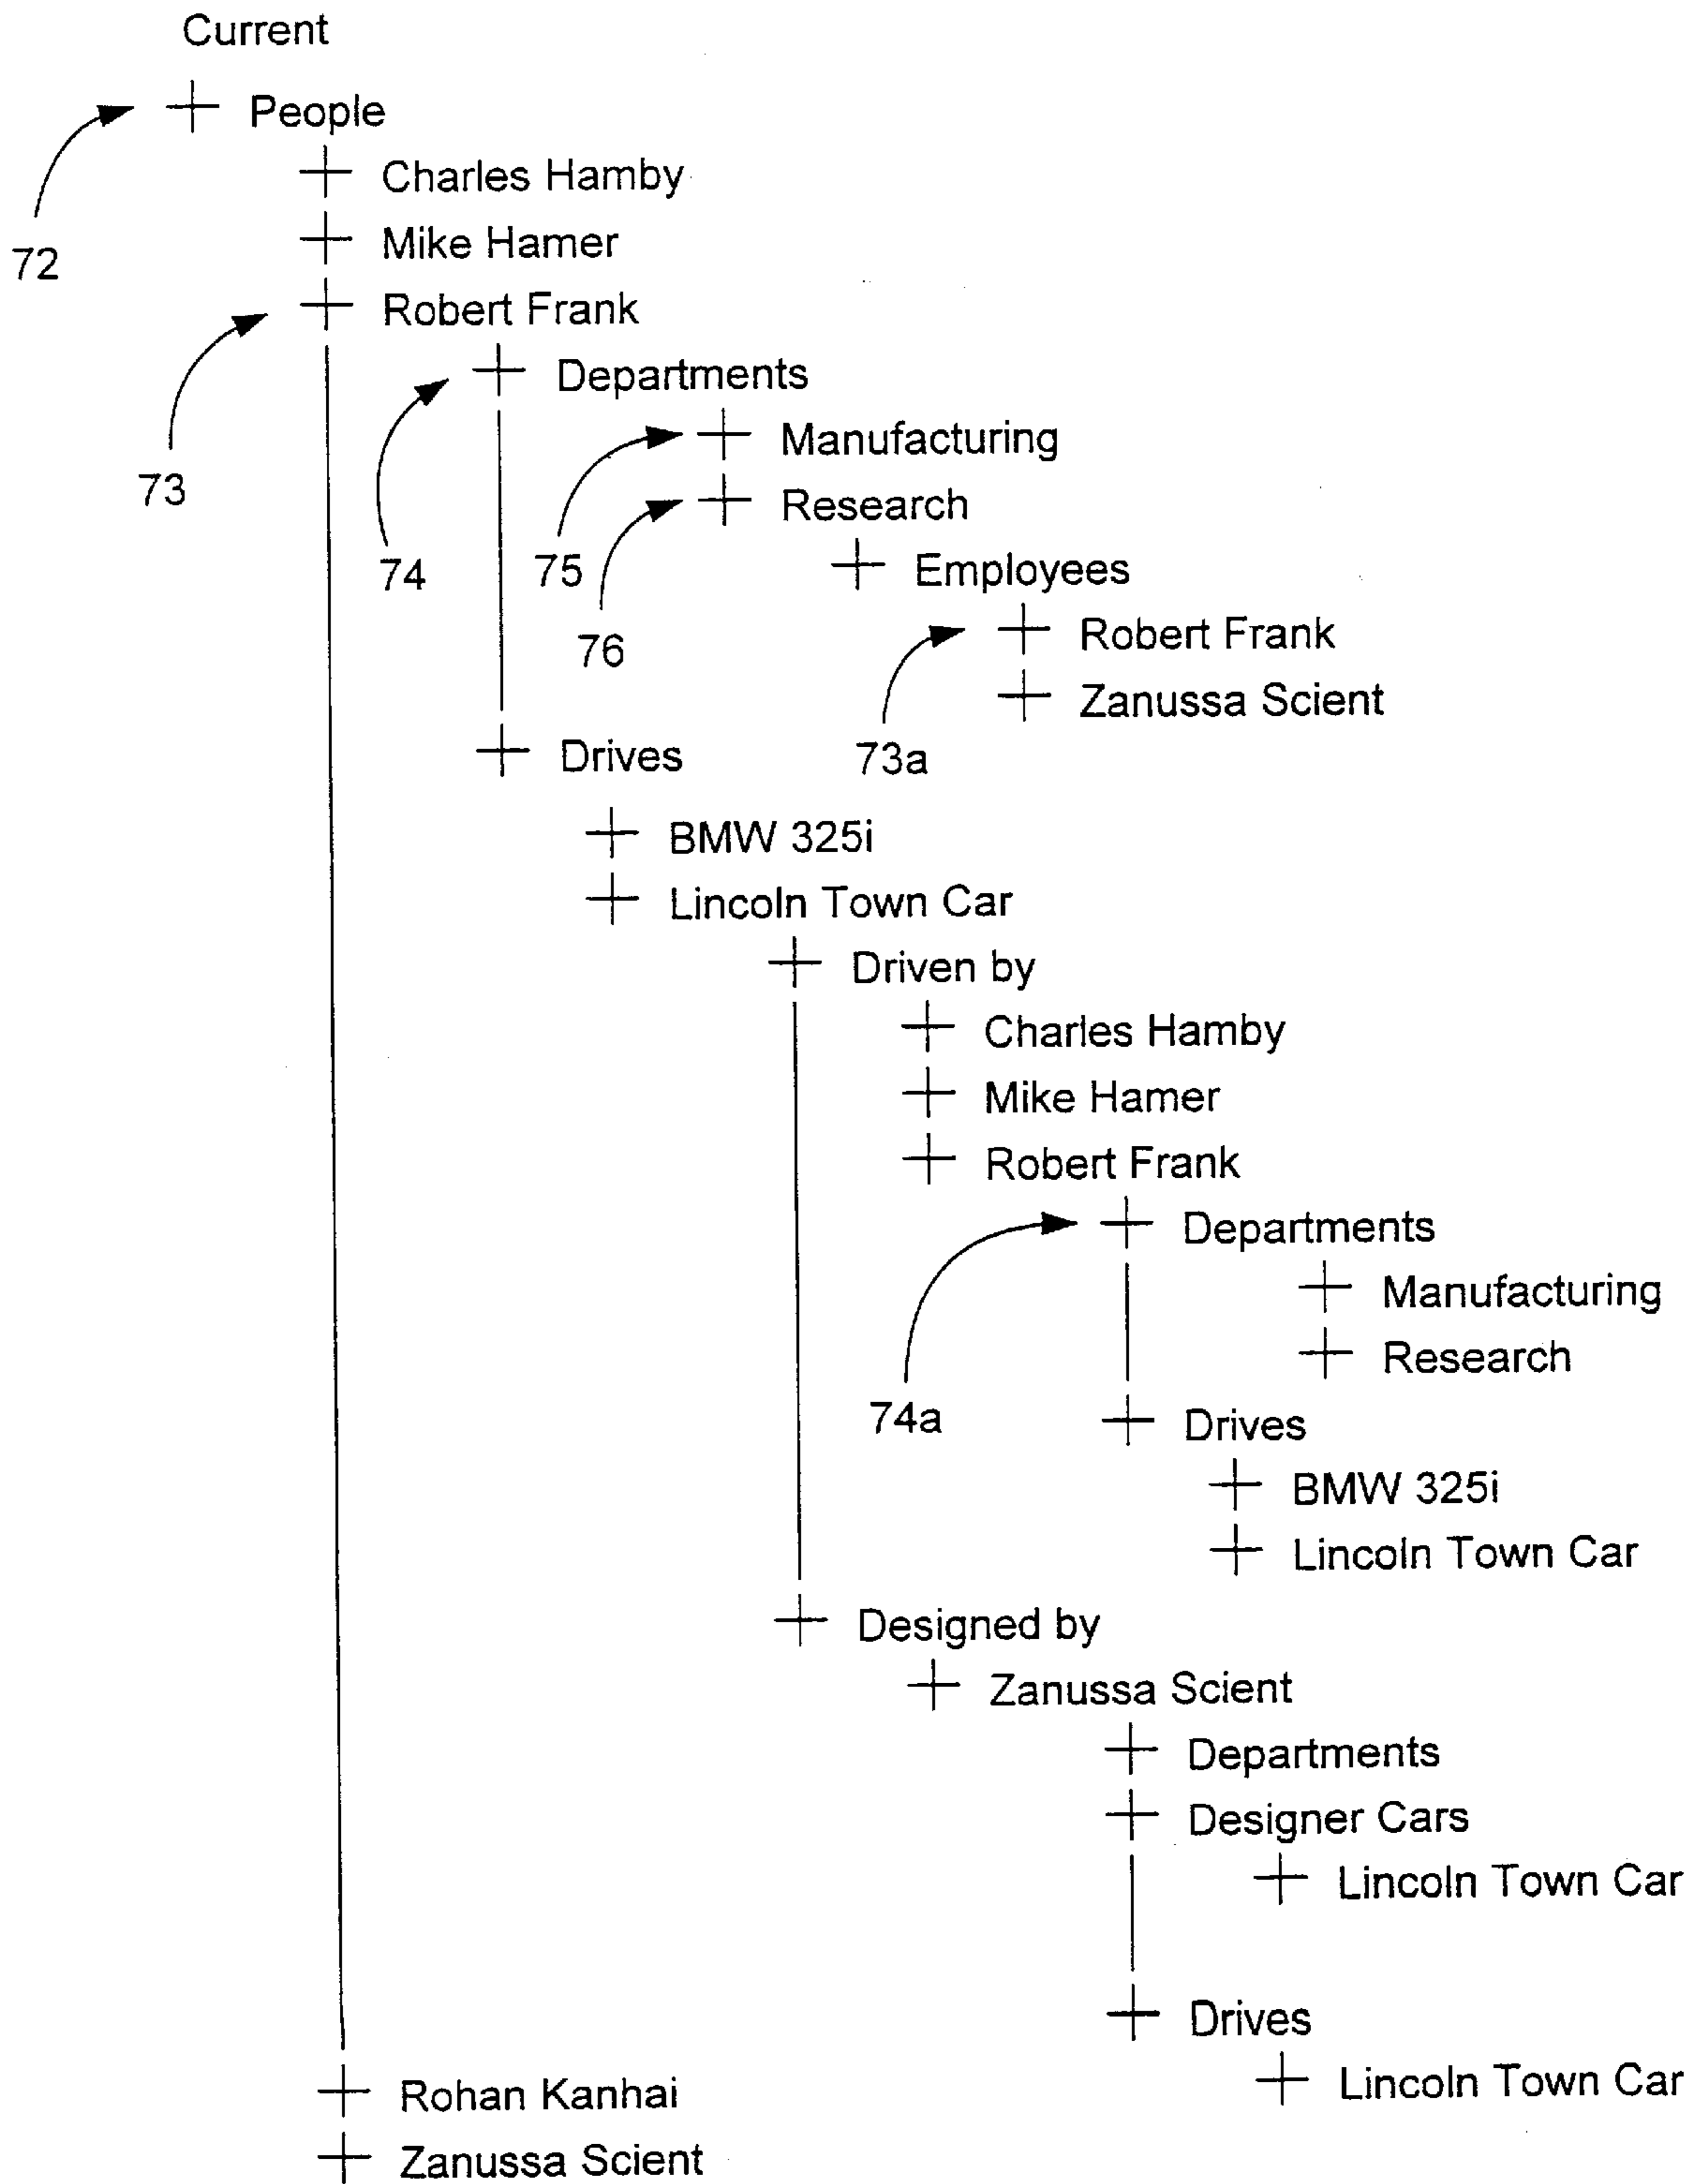 Current
People
Charles Hamby
72
Mike Hamer
Robert Frank
Departments
73
Manufacturing
Research
74
75
Employees
76
Robert Frank
Zanussa Scient
73a
Drives
BMW 325i
Lincoln Town Car
Driven by
Charles Hamby
Mike Hamer
Robert Frank
Departments
Manufacturing
Research
74a
Drives
BMW 325i
Lincoln Town Car
Designed by
Zanussa Scient
Departments
Designer Cars
Lincoln Town Car
Drives
Lincoln Town Car
Rohan Kanhai
Zanussa Scient